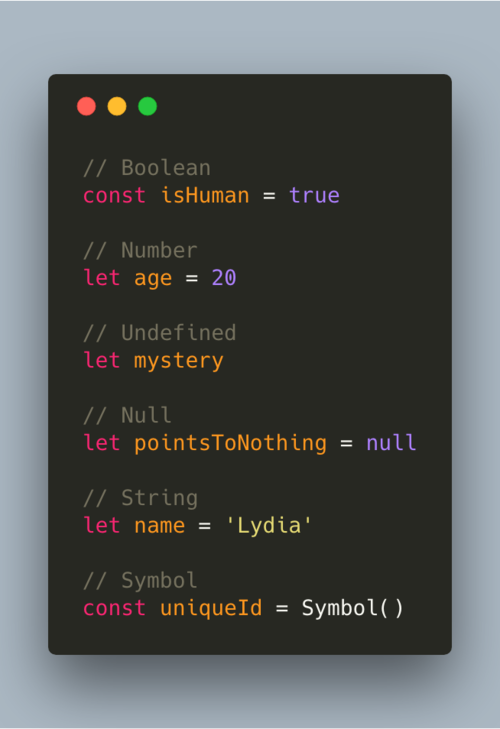 // Boolean
const isHuman = true
// Number
let age = 20
// Undefined
let mystery
// Null
let pointsToNothing = null
// String
let name = 'Lydia'
// Symbol
const uniqueId = Symbol()